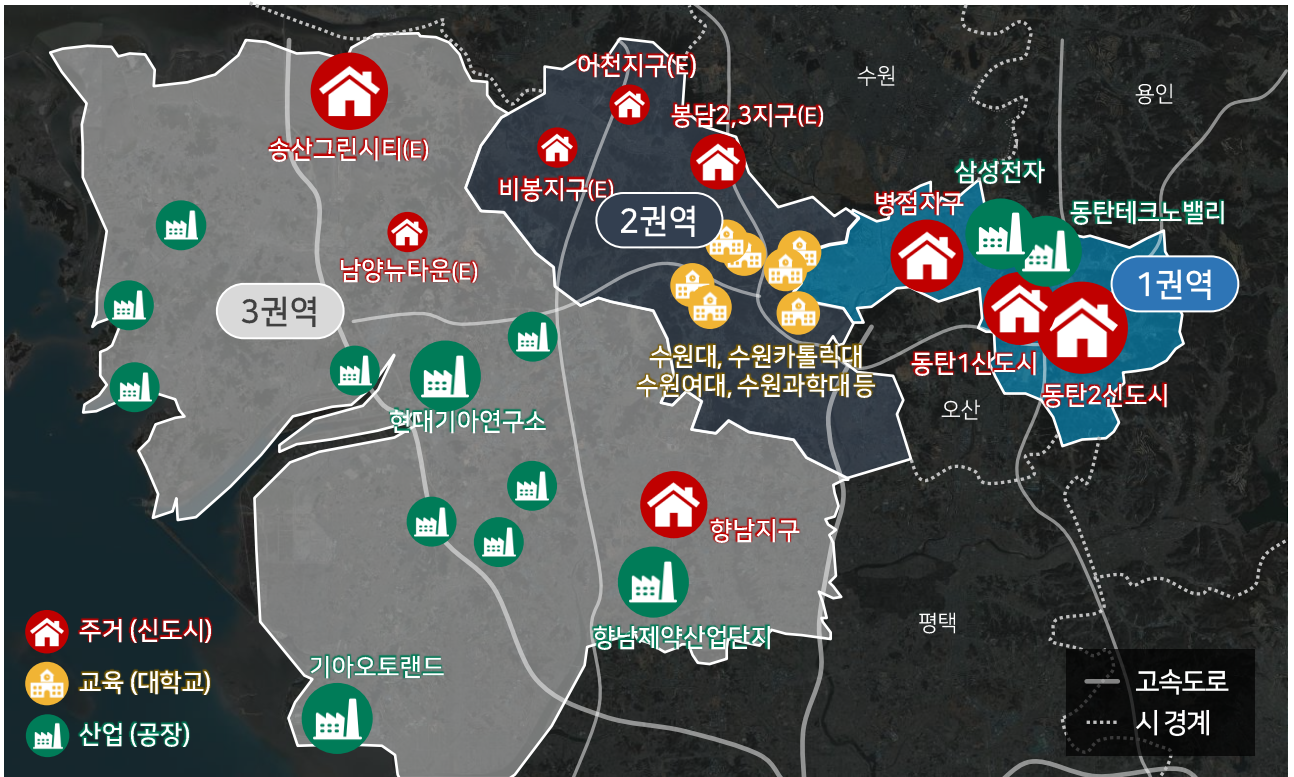 어천지구(E)
수원
용인
봉담2,3지구(E)
송산그린시티(E)
비봉지구(E)
삼성전자
병점지구
동탄테크노밸리
2권역
남양뉴타운(E)
1권역
3권역
수원대, 수원카톨릭대
수원여대, 수원과학대 등
동탄1신도시
동탄2신도시
오산
현대기아연구소
향남지구
평택
향남제약산업단지
기아오토랜드
주거 (신도시)
교육 (대학교)
산업 (공장)
고속도로
시 경계